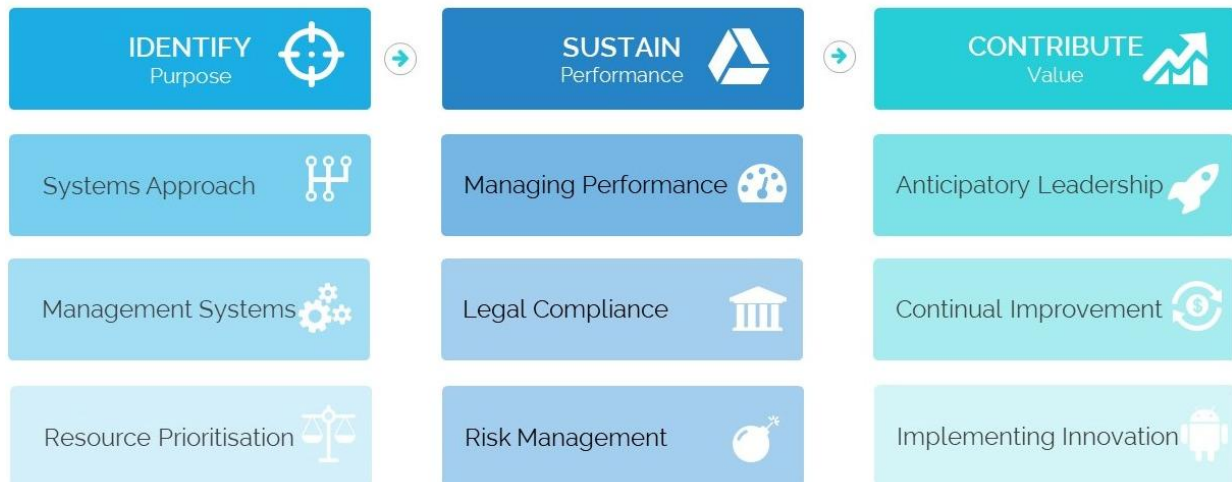 IDENTIFY
Purpose
SUSTAIN
Performance
CONTRIBUTE
Value
Systems Approach
Managing Performance
Anticipatory Leadership
Management Systems
Legal Compliance
Continual Improvement
$
Resource Prioritisation
Risk Management
Implementing Innovation